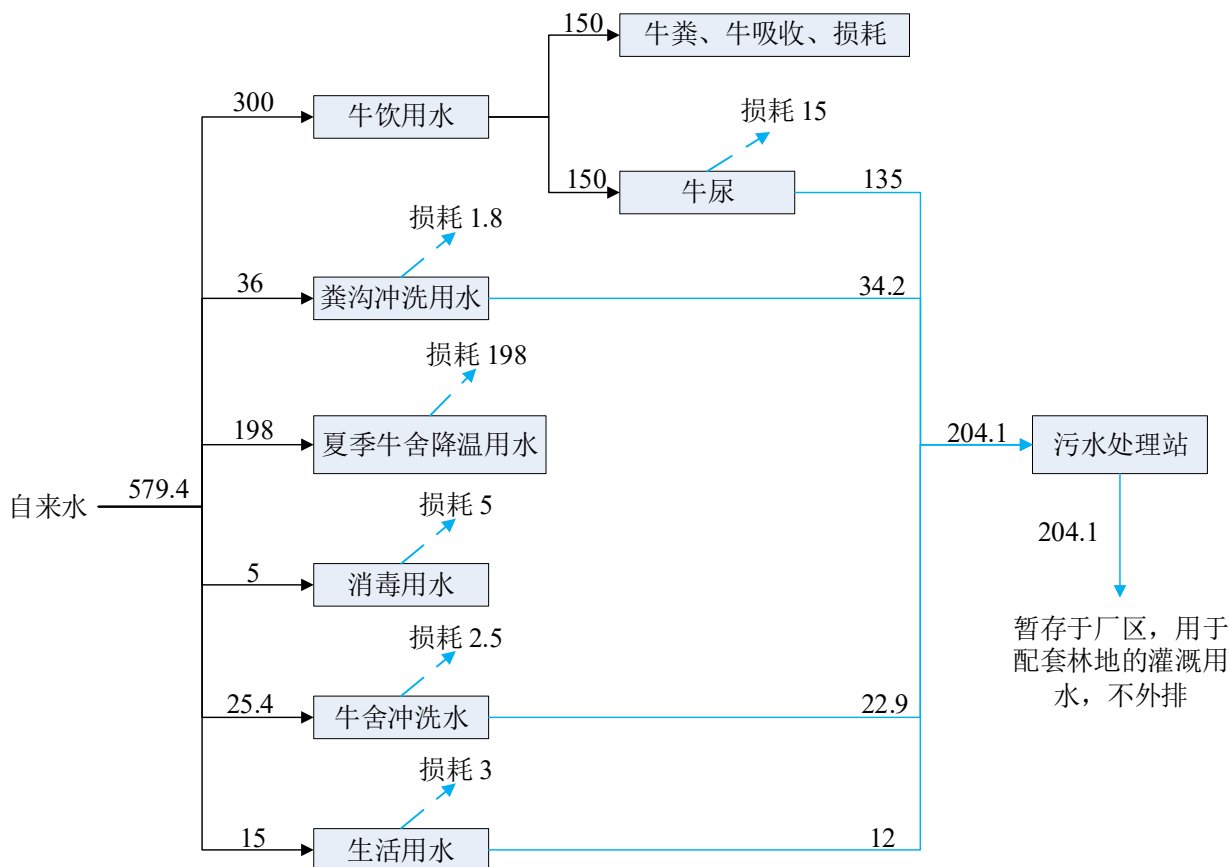 150
牛粪、牛吸收、损耗
300
牛饮用水
损耗 15
150
牛尿
135
损耗 1.8
36
粪沟冲洗用水
34.2
损耗 198
198
夏季牛舍降温用水
204.1
污水处理站
自来水
579.4
损耗 5
204.1
5
消毒用水
暂存于厂区，用于
配套林地的灌溉用
水，不外排
损耗 2.5
25.4
牛舍冲洗水
22.9
损耗 3
15
生活用水
12